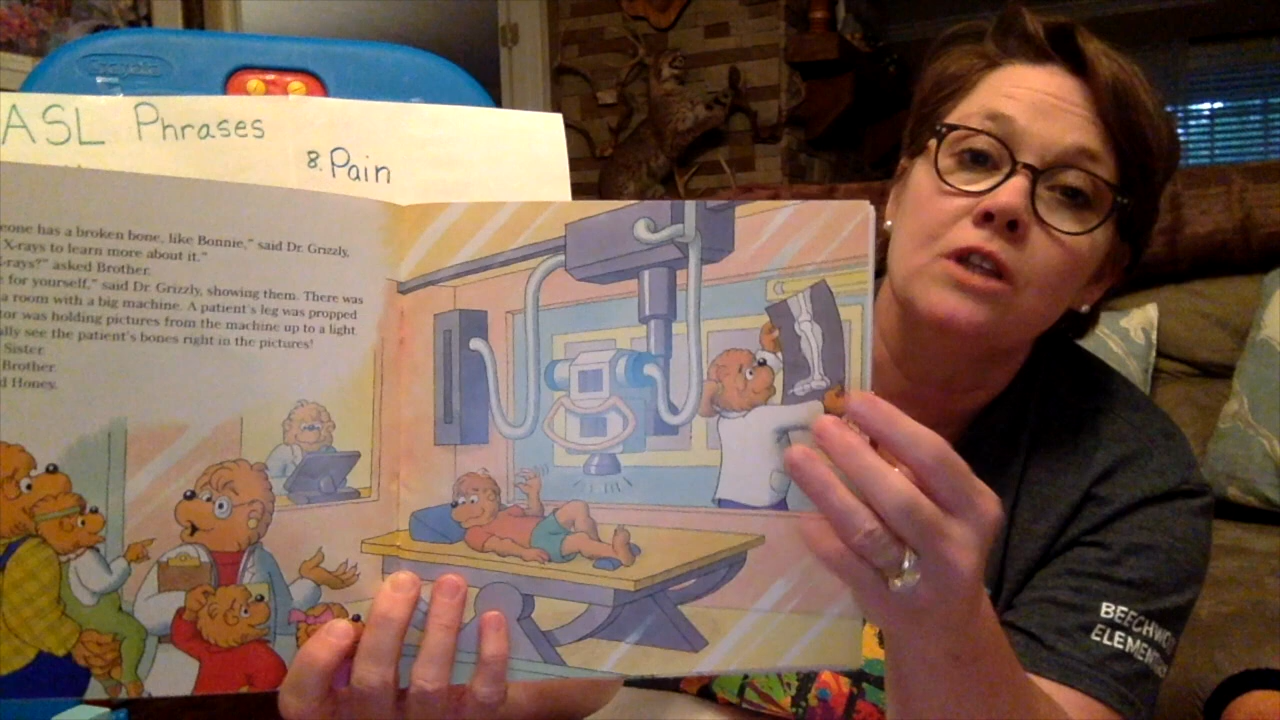 Crayola
ASL Phrases
8. Pain
eone has a broken bone, like Bonnie," said Dr. Grizzly,
X-rays to learn more about it."
-rays?" asked Brother.
for yourself," said Dr. Grizzly, showing them. There was
a room with a big machine. A patient's leg was propped
tor was holding pictures from the machine up to a light
ally see the patient's bones right in the pictures!
Sister.
Brother.
d Honey.
BEECHWO
ELEMENTAR